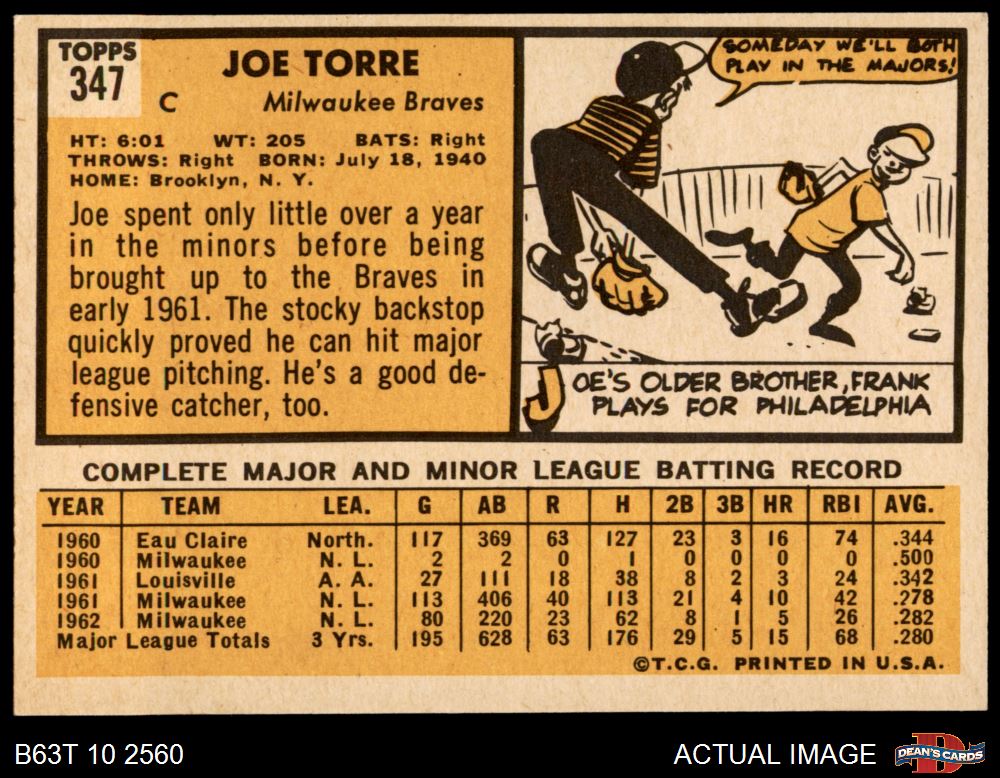 TOPPS
347
JOE TORRE
C Milwaukee Braves
HT: 6:01 WT: 205 BATS: Right
THROWS: Right BORN: July 18, 1940
HOME: Brooklyn, N. Y.
Joe spent only little over a year
in the minors before being
brought up to the Braves in
early 1961. The stocky backstop
quickly proved he can hit major
league pitching. He's a good de-
fensive catcher, too.
SOMEDAY WE'LL BOTH
PLAY IN THE MAJORS!
JOE'S OLDER BROTHER, FRANK
PLAYS FOR PHILADELPHIA
COMPLETE MAJOR AND MINOR LEAGUE BATTING RECORD
YEAR TEAM LEA. G AB R H 2B 3B HR RBI AVG.
1960 Eau Claire North. 117 369 63 127 23 3 16 74 .344
1960 Milwaukee N. L. 2 2 0 1 0 0 0 0 .500
1961 Louisville A. A. 27 111 18 38 8 2 3 24 .342
1961 Milwaukee N. L. 113 406 40 113 21 4 10 42 .278
1962 Milwaukee N. L. 80 220 23 62 8 1 5 26 .282
Major League Totals 3 Yrs. 195 628 63 176 29 5 15 68 .280
©T.C.G. PRINTED IN U.S.A.
B63T 10 2560
ACTUAL IMAGE
D
DEAN'S CARDS